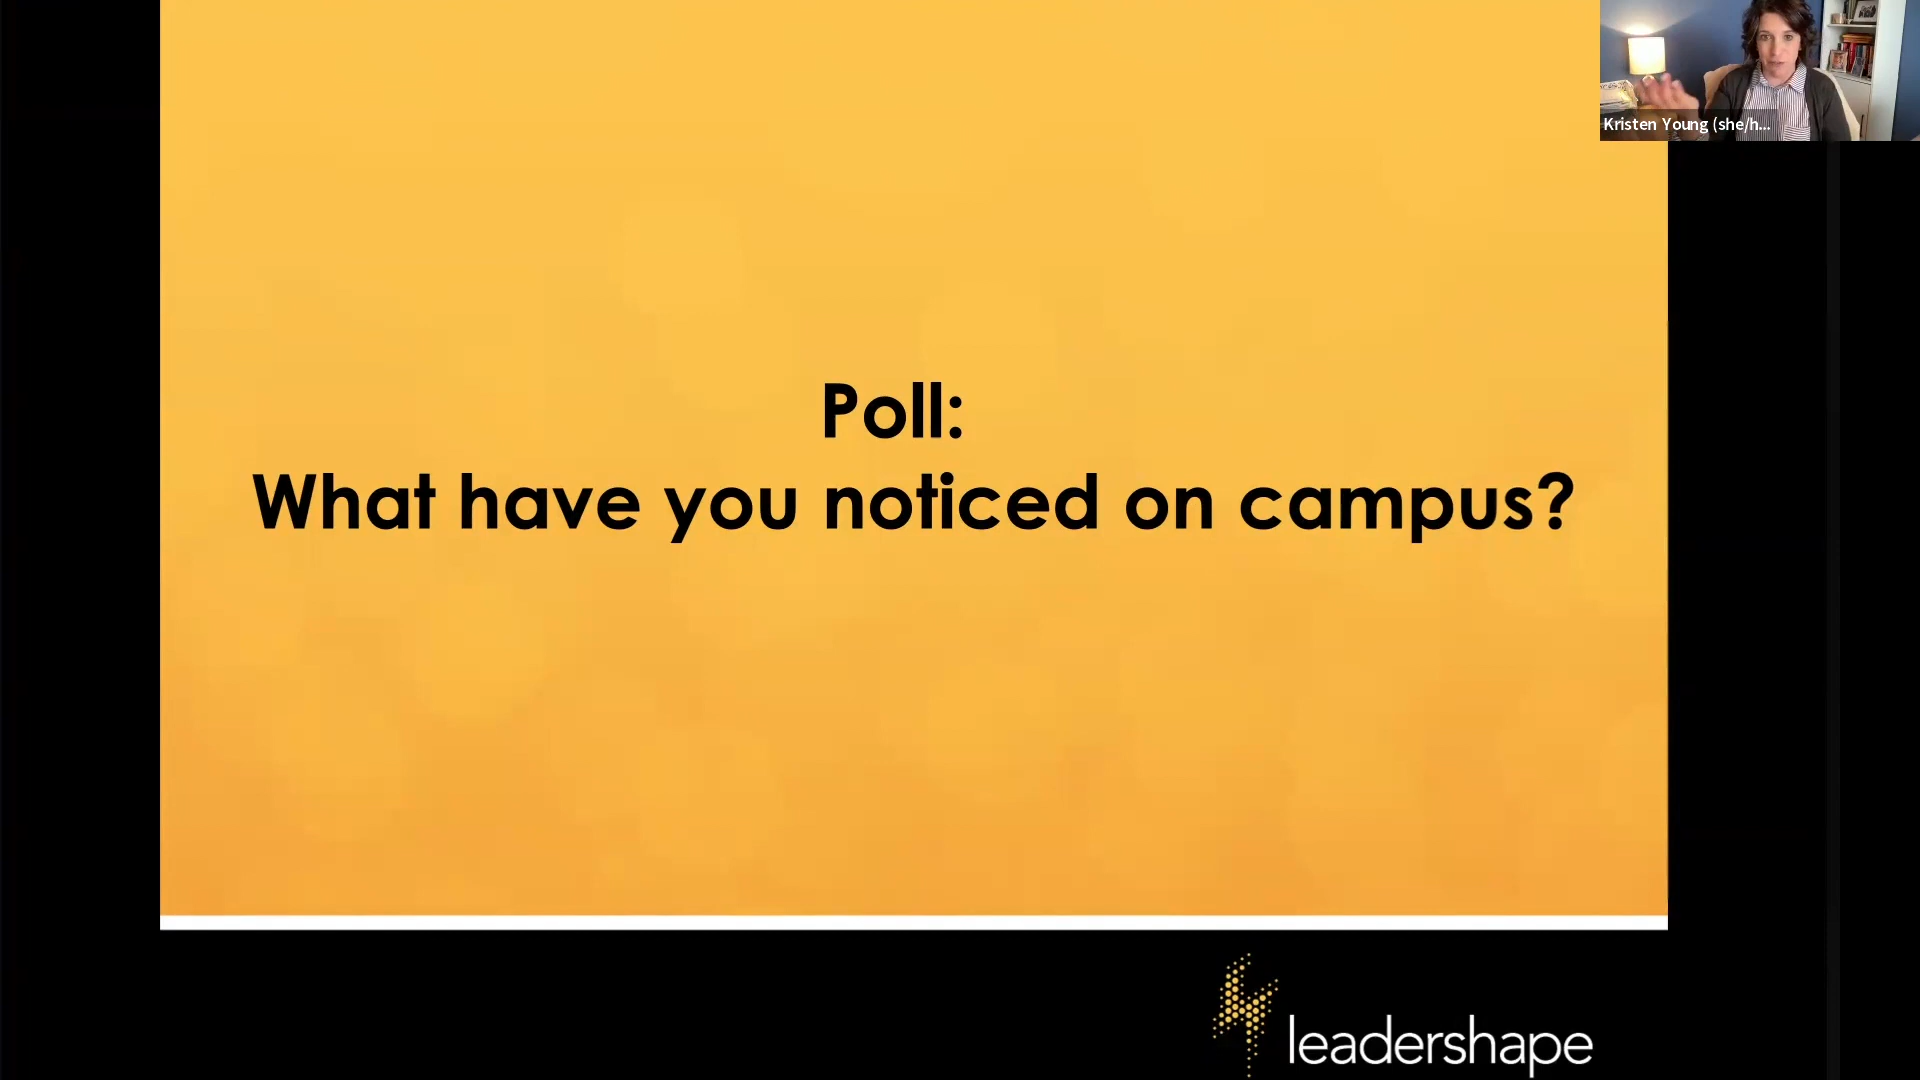 Kristen Young (she/h...
Poll:
What have you noticed on campus?
leadershape